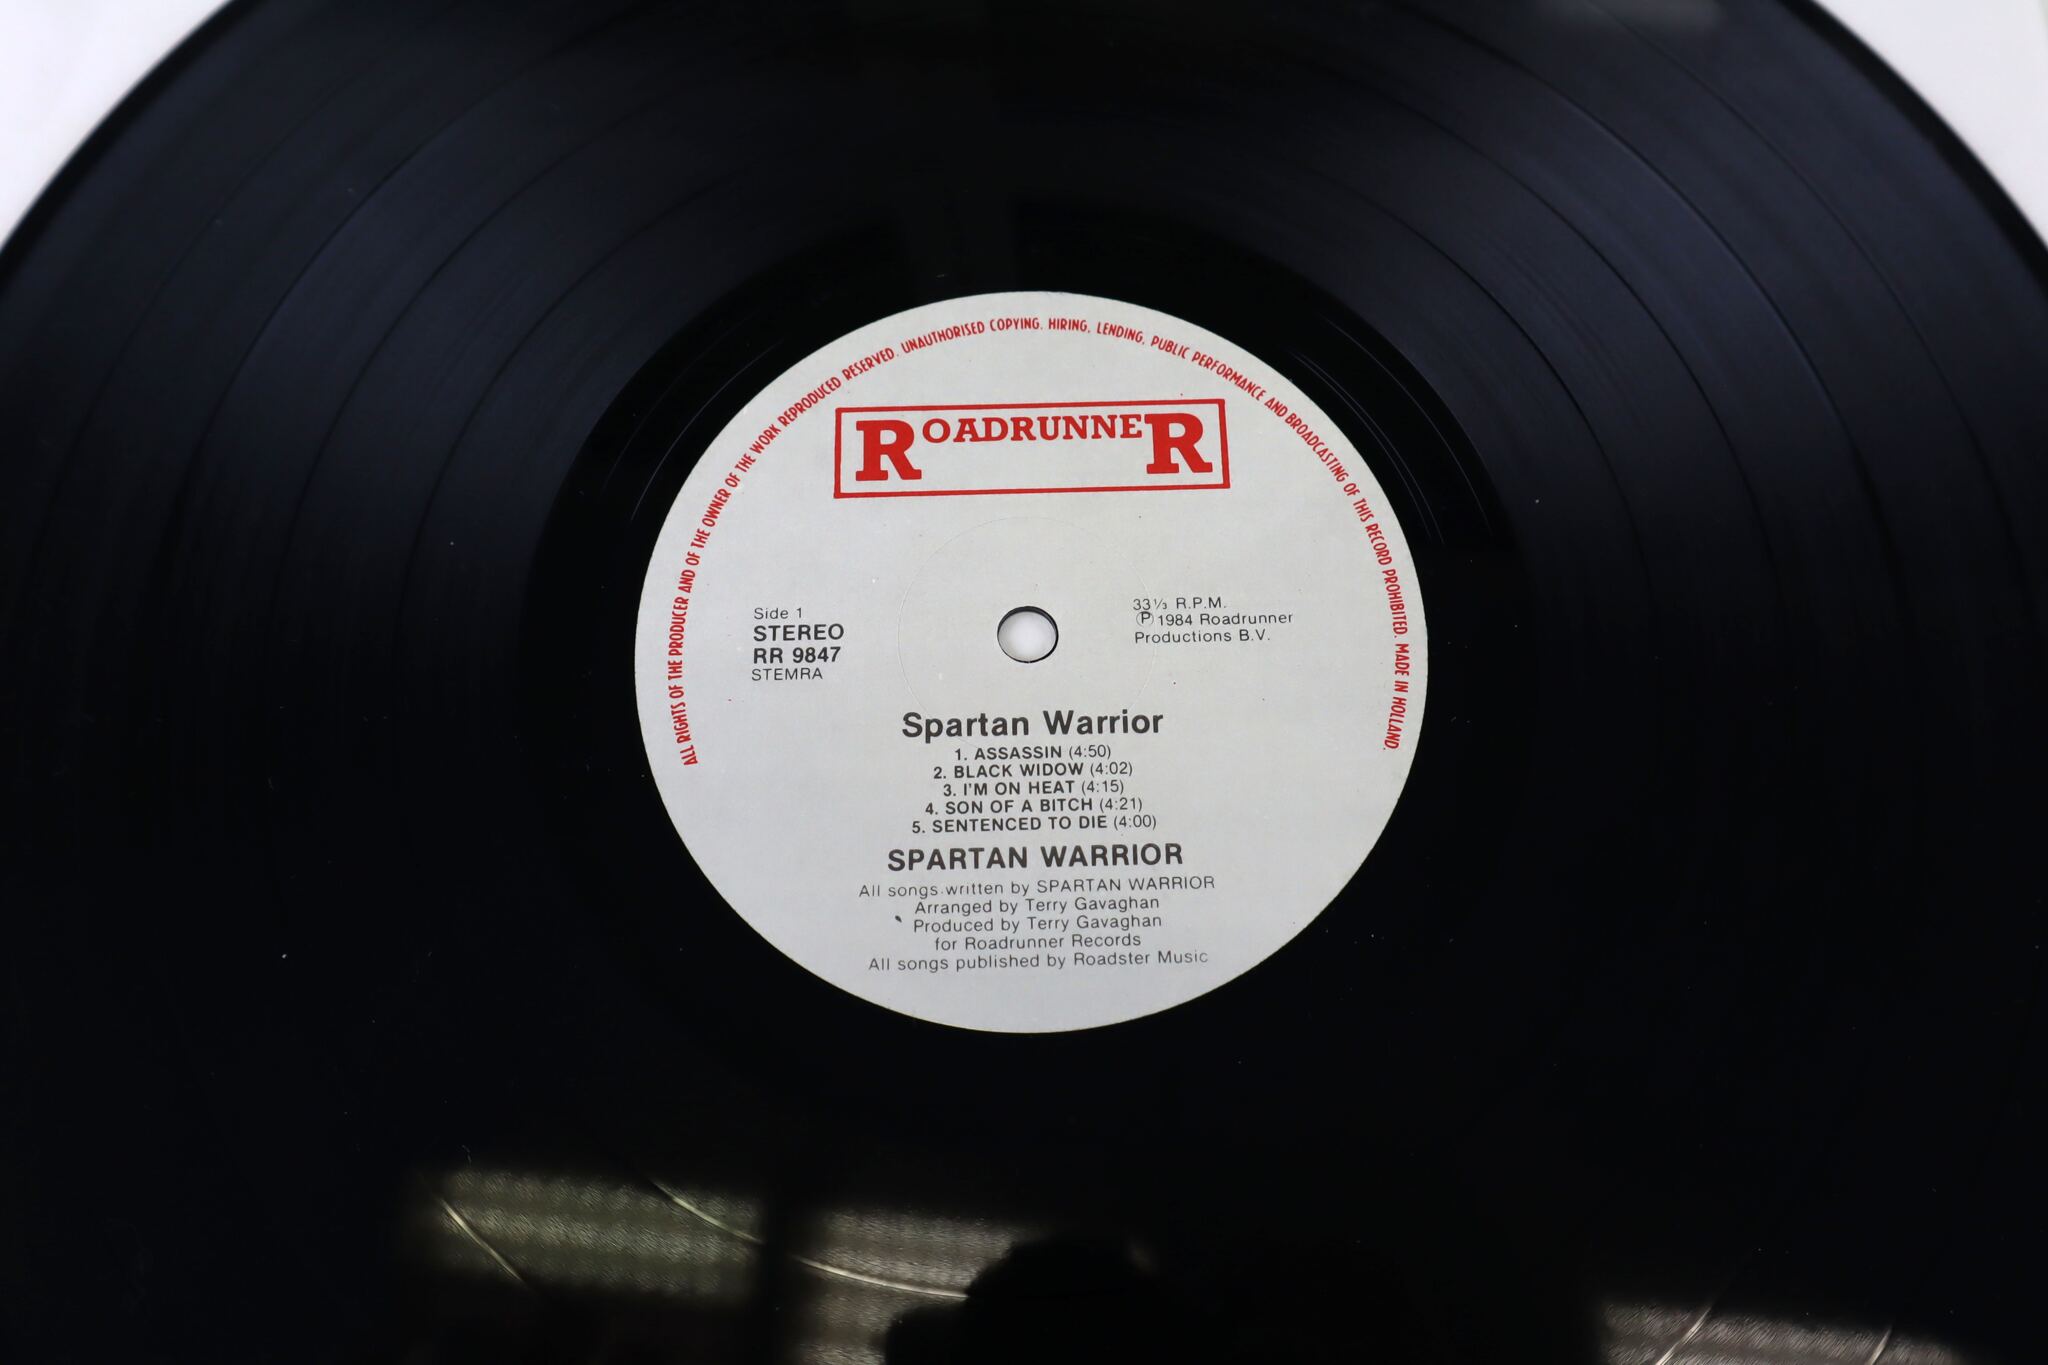 ALL RIGHTS OF THE PRODUCER AND OF THE OWNER OF THE WORK REPRODUCED RESERVED. UNAUTHORISED COPYING, HIRING, LENDING, PUBLIC PERFORMANCE AND BROADCASTING OF THIS RECORD PROHIBITED. MADE IN HOLLAND.
ROADRUNNER
Side 1
STEREO
RR 9847
STEMRA
33⅓ R.P.M.
Ⓟ 1984 Roadrunner
Productions B.V.
Spartan Warrior
1. ASSASSIN (4:50)
2. BLACK WIDOW (4:02)
3. I'M ON HEAT (4:15)
4. SON OF A BITCH (4:21)
5. SENTENCED TO DIE (4:00)
SPARTAN WARRIOR
All songs written by SPARTAN WARRIOR
Arranged by Terry Gavaghan
Produced by Terry Gavaghan
for Roadrunner Records
All songs published by Roadster Music